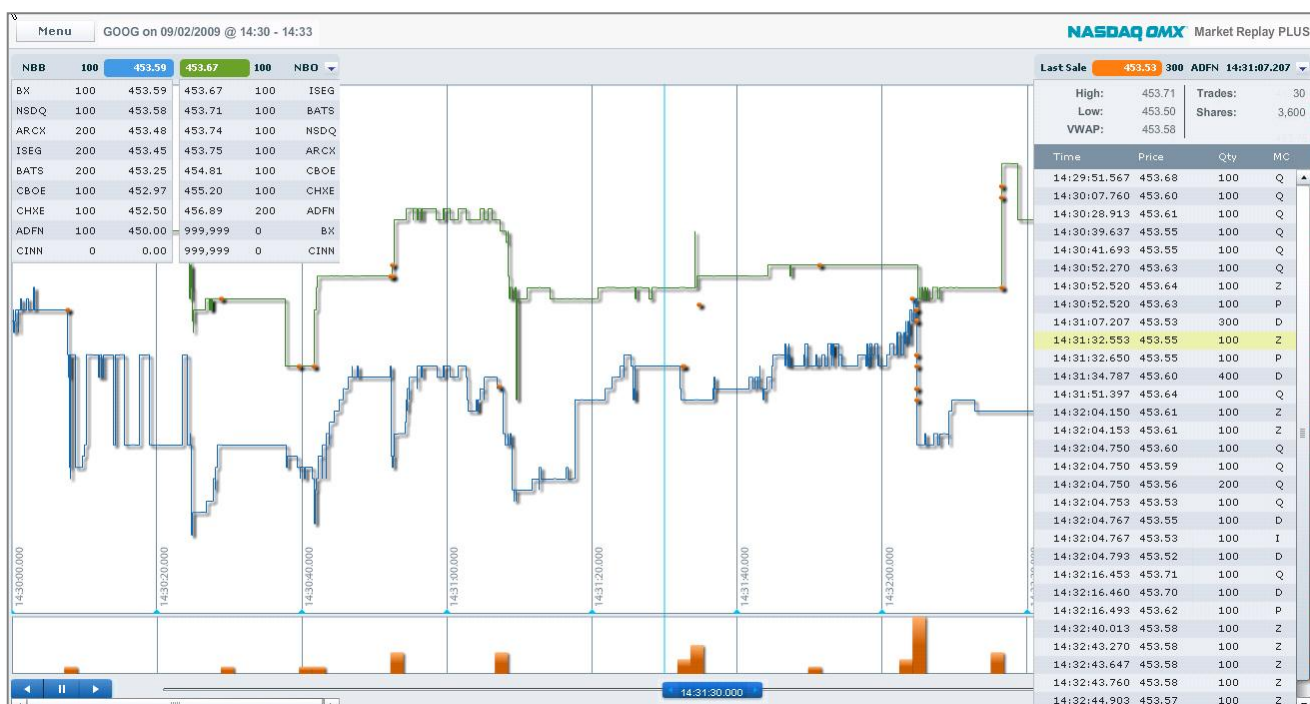 Menu GOOG on 09/02/2009 @ 14:30 - 14:33
NASDAQ OMX Market Replay PLUS
NBB 100 453.59 453.67 100 NBO
BX 100 453.59 453.67 100 ISEG
NSDQ 100 453.58 453.71 100 BATS
ARCX 200 453.48 453.74 100 NSDQ
ISEG 200 453.45 453.75 100 ARCX
BATS 200 453.25 454.81 100 CBOE
CBOE 100 452.97 455.20 100 CHXE
CHXE 100 452.50 456.89 200 ADFN
ADFN 100 450.00 999,999 0 BX
CINN 0 0.00 999,999 0 CINN
Last Sale 453.53 300 ADFN 14:31:07.207
High: 453.71 Trades: 30
Low: 453.50 Shares: 3,600
VWAP: 453.58
Time Price Qty MC
14:29:51.567 453.68 100 Q
14:30:07.760 453.60 100 Q
14:30:28.913 453.61 100 Q
14:30:39.637 453.55 100 Q
14:30:41.693 453.55 100 Q
14:30:52.270 453.63 100 Q
14:30:52.520 453.64 100 Z
14:30:52.520 453.63 100 P
14:31:07.207 453.53 300 D
14:31:32.553 453.55 100 Z
14:31:32.650 453.55 100 P
14:31:34.787 453.60 400 D
14:31:51.397 453.64 100 Q
14:32:04.150 453.61 100 Z
14:32:04.153 453.61 100 Z
14:32:04.750 453.60 100 Q
14:32:04.750 453.59 100 Q
14:32:04.750 453.56 200 Q
14:32:04.753 453.53 100 Q
14:32:04.767 453.55 100 D
14:32:04.767 453.53 100 I
14:32:04.793 453.52 100 D
14:32:16.453 453.71 100 Q
14:32:16.460 453.70 100 D
14:32:16.493 453.62 100 P
14:32:40.013 453.58 100 Z
14:32:43.270 453.58 100 Z
14:32:43.647 453.58 100 Z
14:32:43.760 453.58 100 Z
14:32:44.903 453.57 100 Z
14:30:00.000
14:30:20.000
14:30:40.000
14:31:00.000
14:31:20.000
14:31:40.000
14:32:00.000
14:31:30.000